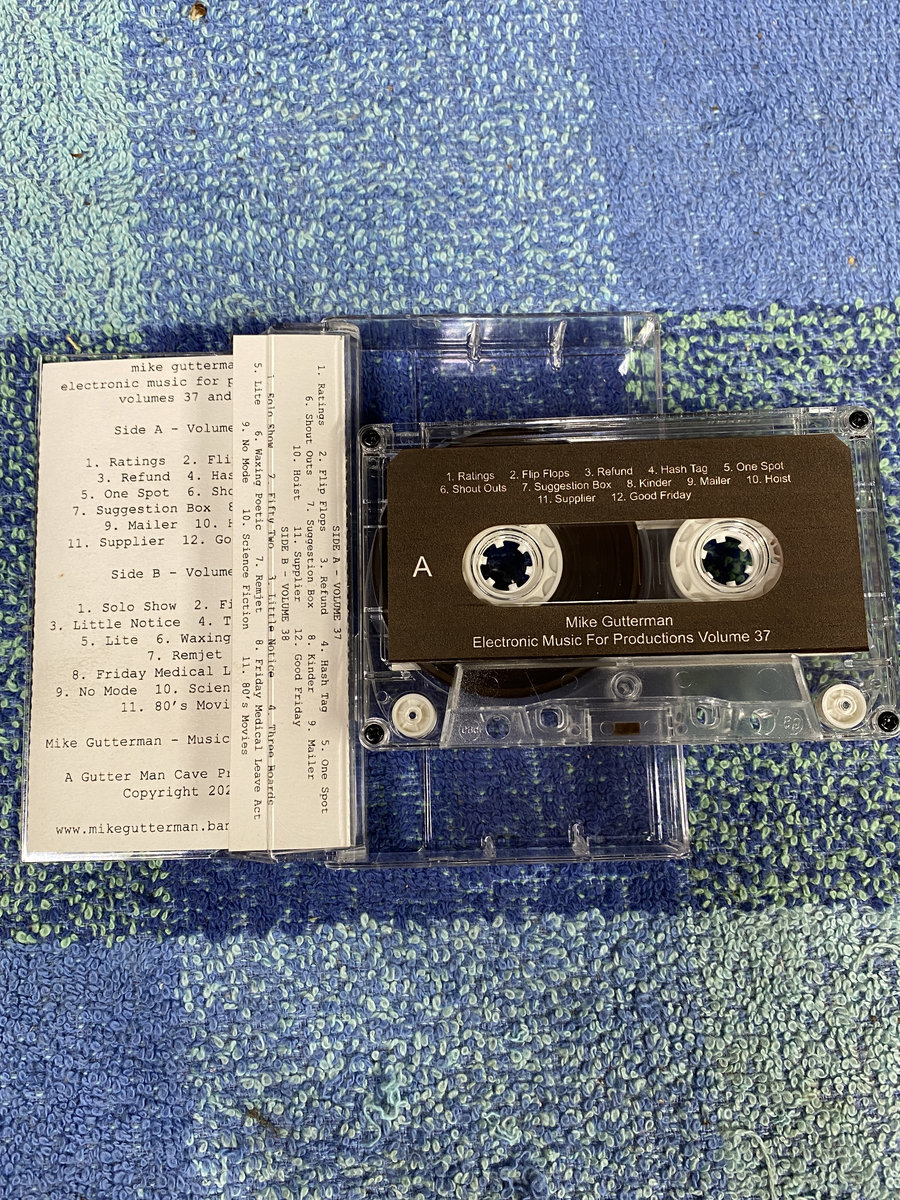 mike gutterma
electronic music for p
volumes 37 and
Side A - Volume
1. Ratings 2. Fli
3. Refund 4. Has
5. One Spot 6. Sho
7. Suggestion Box 8
9. Mailer 10. H
11. Supplier 12. Go
Side B - Volume
1. Solo Show 2. Fi
3. Little Notice 4. T
5. Lite 6. Waxing
7. Remjet
8. Friday Medical L
9. No Mode 10. Scien
11. 80's Movi
Mike Gutterman - Music
A Gutter Man Cave Pr
Copyright 202
www.mikegutterman.ban
SIDE A - VOLUME 37
1. Ratings 2. Flip Flops 3. Refund 4. Hash Tag 5. One Spot
6. Shout Outs 7. Suggestion Box 8. Kinder 9. Mailer
10. Hoist 11. Supplier 12. Good Friday
SIDE B - VOLUME 38
1. Solo Show 2. Fifty Two 3. Little Notice 4. Three Boards
5. Lite 6. Waxing Poetic 7. Remjet 8. Friday Medical Leave Act
9. No Mode 10. Science Fiction 11. 80's Movies
1. Ratings 2. Flip Flops 3. Refund 4. Hash Tag 5. One Spot
6. Shout Outs 7. Suggestion Box 8. Kinder 9. Mailer 10. Hoist
11. Supplier 12. Good Friday
A
Mike Gutterman
Electronic Music For Productions Volume 37